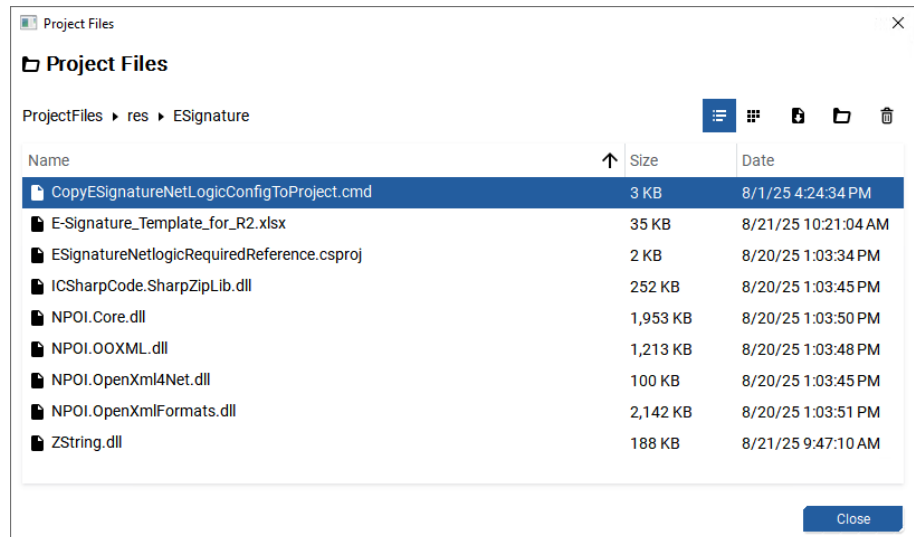 Project Files
Project Files
ProjectFiles ▸ res ▸ ESignature
Name Size Date
CopyESignatureNetLogicConfigToProject.cmd 3 KB 8/1/25 4:24:34 PM
E-Signature_Template_for_R2.xlsx 35 KB 8/21/25 10:21:04 AM
ESignatureNetlogicRequiredReference.csproj 2 KB 8/20/25 1:03:34 PM
ICSharpCode.SharpZipLib.dll 252 KB 8/20/25 1:03:45 PM
NPOI.Core.dll 1,953 KB 8/20/25 1:03:50 PM
NPOI.OOXML.dll 1,213 KB 8/20/25 1:03:48 PM
NPOI.OpenXml4Net.dll 100 KB 8/20/25 1:03:45 PM
NPOI.OpenXmlFormats.dll 2,142 KB 8/20/25 1:03:51 PM
ZString.dll 188 KB 8/21/25 9:47:10 AM
Close